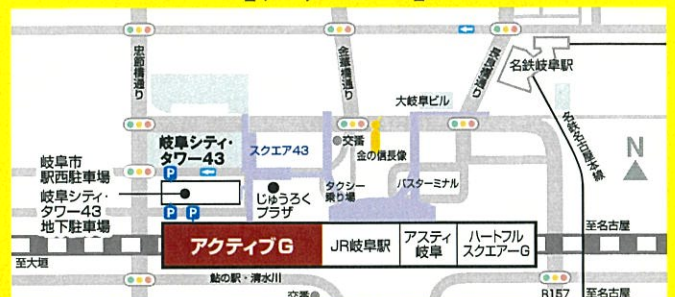 忠節橋通り
金華橋通り
長良橋通り
名鉄岐阜駅
大岐阜ビル
名鉄名古屋本線
岐阜シティ・
タワー43
スクエア43
交番
金の信長像
N
岐阜市
駅西駐車場
P
岐阜シティ・
タワー43
地下駐車場
P P
じゅうろく
プラザ
タクシー
乗り場
バスターミナル
アクティブG
JR岐阜駅
アスティ
岐阜
ハートフル
スクエアーG
至名古屋
至大垣
鮎の駅・清水川
交番
R157
至名古屋